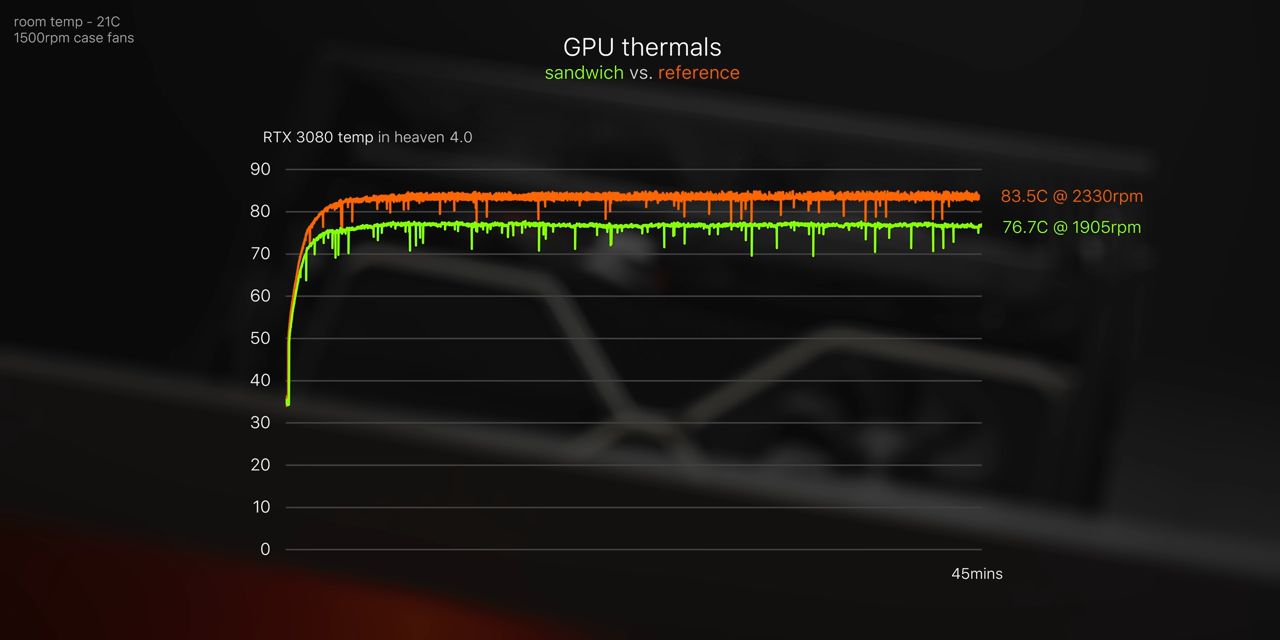 room temp - 21C
1500rpm case fans
GPU thermals
sandwich vs. reference
RTX 3080 temp in heaven 4.0
90
80
70
60
50
40
30
20
10
0
83.5C @ 2330rpm
76.7C @ 1905rpm
45mins